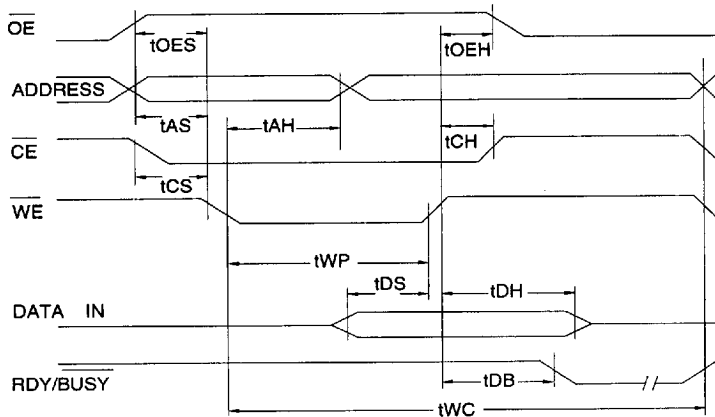 OE
tOES
tOEH
ADDRESS
tAS
tAH
CE
tCH
tCS
WE
tWP
tDS
tDH
DATA IN
RDY/BUSY
tDB
tWC